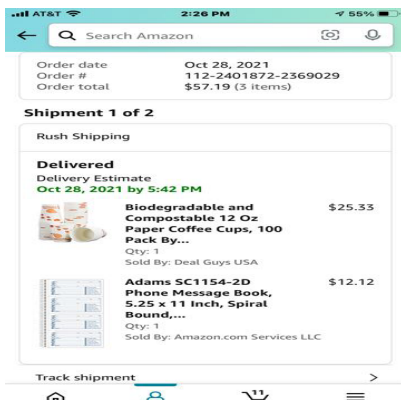 AT&T 2:26 PM 55%
Search Amazon
Order date Oct 28, 2021
Order # 112-2401872-2369029
Order total $57.19 (3 items)
Shipment 1 of 2
Rush Shipping
Delivered
Delivery Estimate
Oct 28, 2021 by 5:42 PM
Biodegradable and $25.33
Compostable 12 Oz
Paper Coffee Cups, 100
Pack By...
Qty: 1
Sold By: Deal Guys USA
Adams SC1154-2D $12.12
Phone Message Book,
5.25 x 11 Inch, Spiral
Bound,...
Qty: 1
Sold By: Amazon.com Services LLC
Track shipment
11